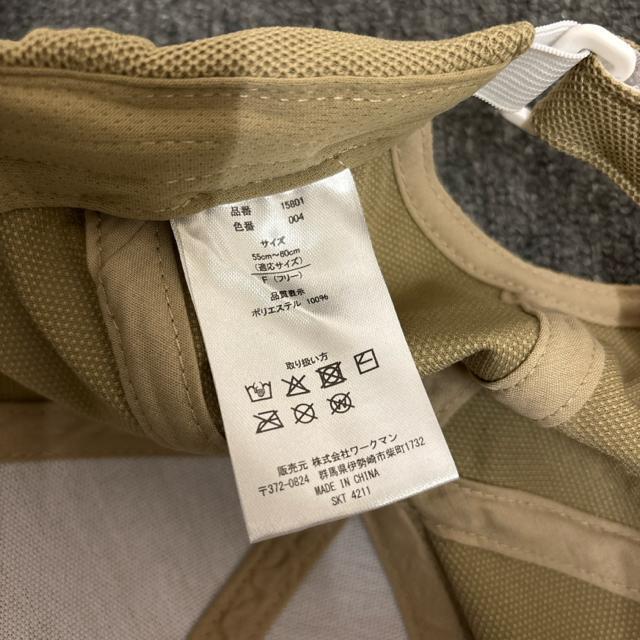 品番 15801
色番 004
サイズ
55cm～60cm
(適応サイズ)
F (フリー)
品質表示
ポリエステル 100%
取り扱い方
販売元 株式会社ワークマン
〒372-0824 群馬県伊勢崎市柴町1732
MADE IN CHINA
SKT 4211